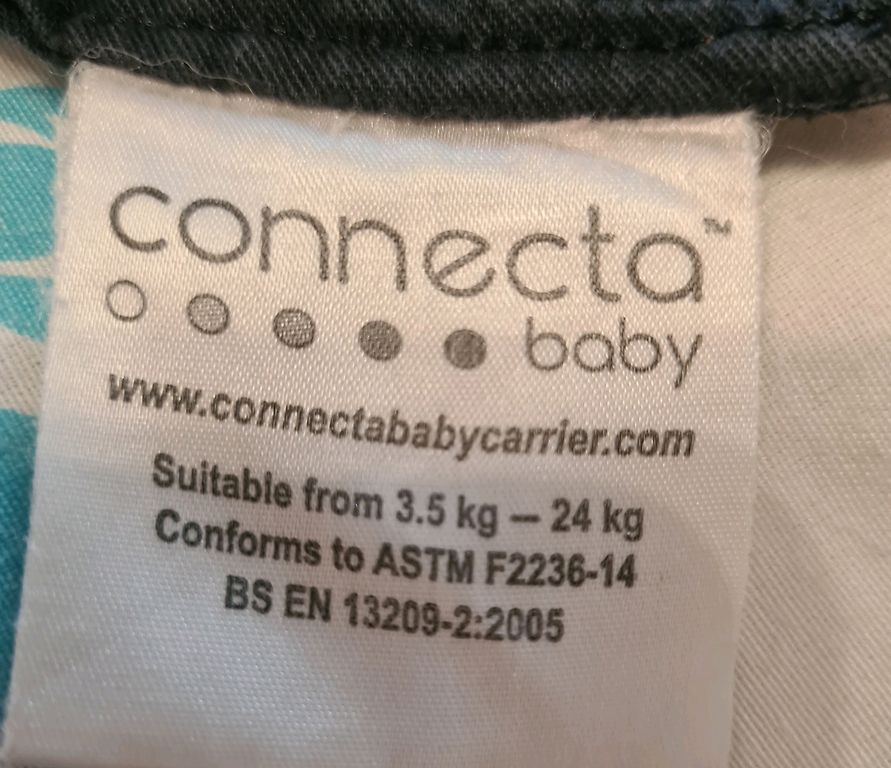 connecta™
baby
www.connectababycarrier.com
Suitable from 3.5 kg – 24 kg
Conforms to ASTM F2236-14
BS EN 13209-2:2005